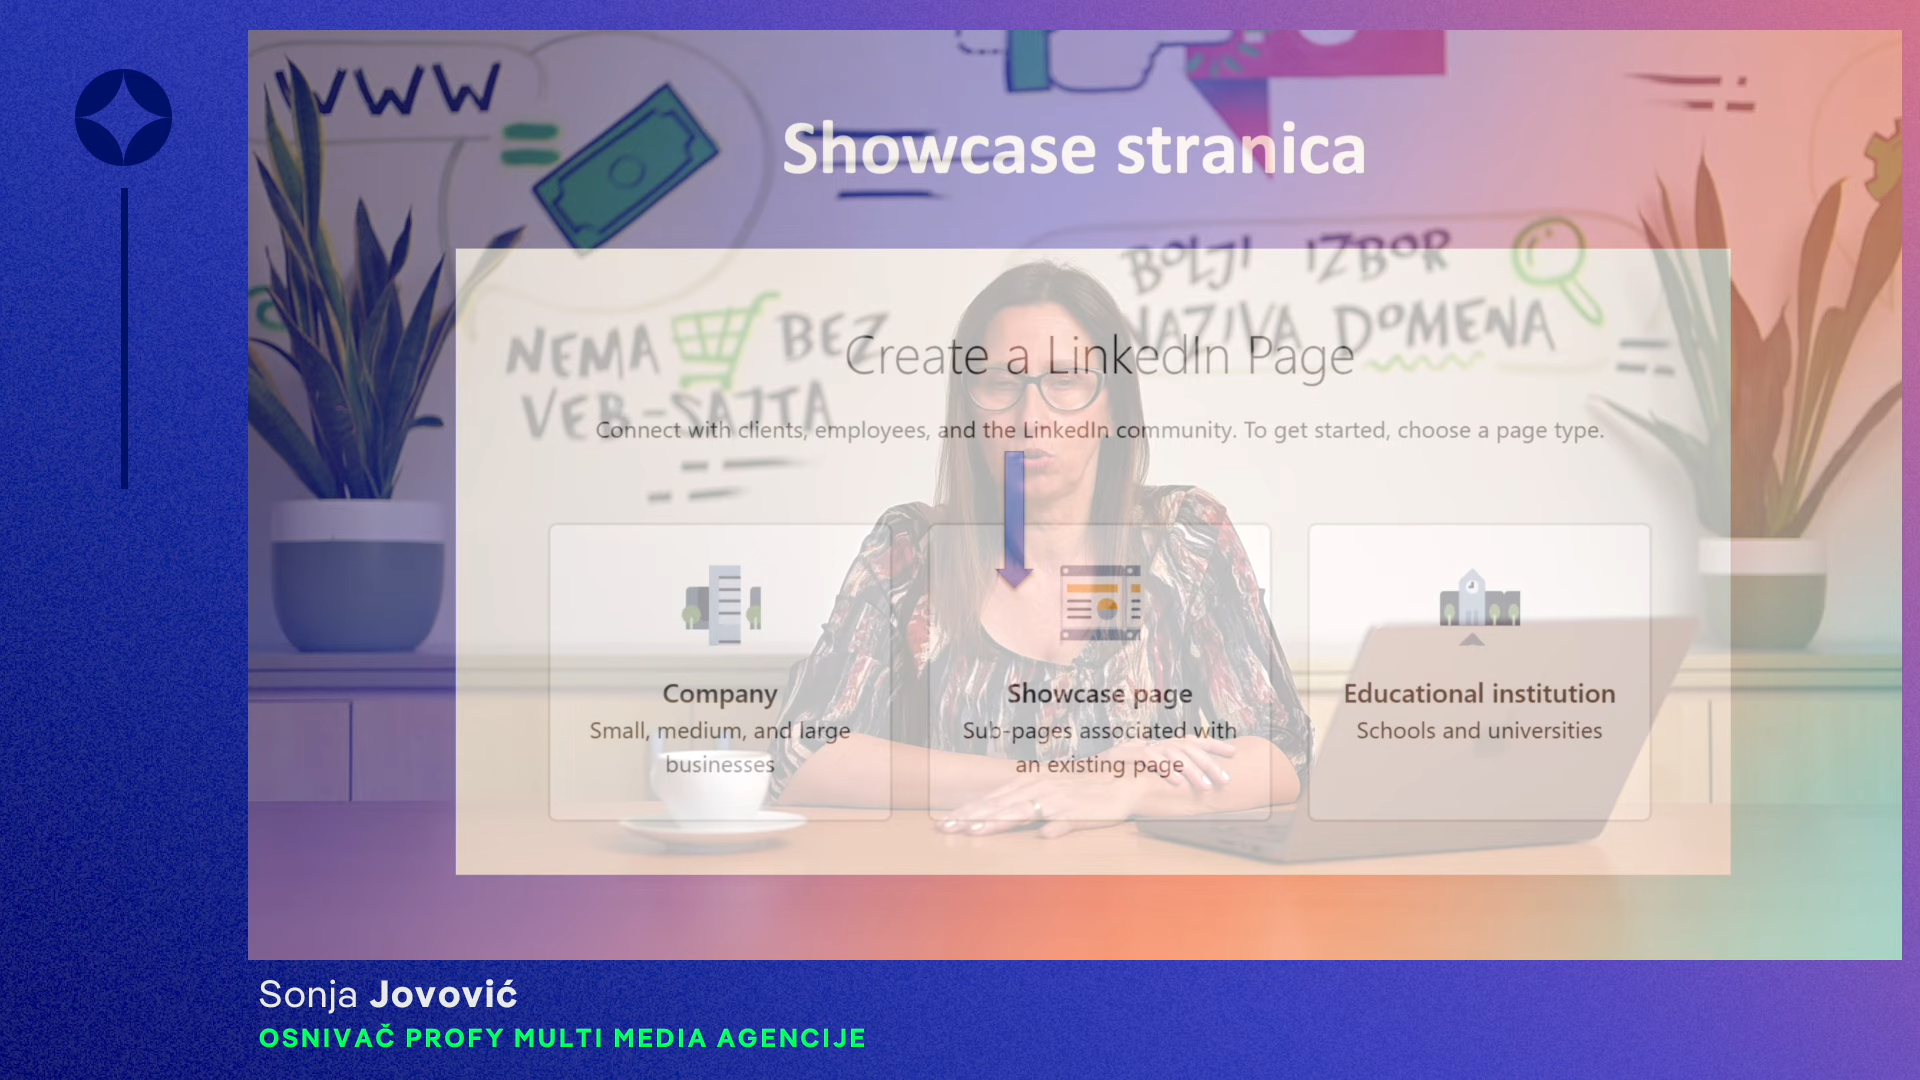 WWW
Showcase stranica
BOLJI IZBOR
NAZIVA DOMENA
NEMA BEZ
VEB-SAJTA
Create a LinkedIn Page
Connect with clients, employees, and the LinkedIn community. To get started, choose a page type.
Company
Small, medium, and large
businesses
Showcase page
Sub-pages associated with
an existing page
Educational institution
Schools and universities
Sonja Jovović
OSNIVAČ PROFY MULTI MEDIA AGENCIJE